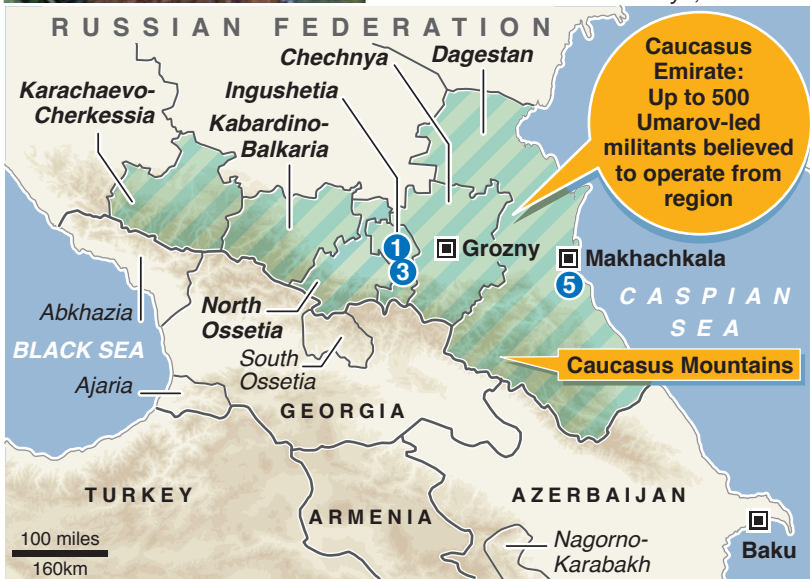 RUSSIAN FEDERATION
Chechnya
Dagestan
Ingushetia
Karachaevo-
Cherkessia
Kabardino-
Balkaria
Caucasus
Emirate:
Up to 500
Umarov-led
militants believed
to operate from
region
1
3
Grozny
Makhachkala
5
CASPIAN
SEA
Abkhazia
North
Ossetia
BLACK SEA
South
Ossetia
Caucasus Mountains
Ajaria
GEORGIA
TURKEY
ARMENIA
AZERBAIJAN
Nagorno-
Karabakh
Baku
100 miles
160km